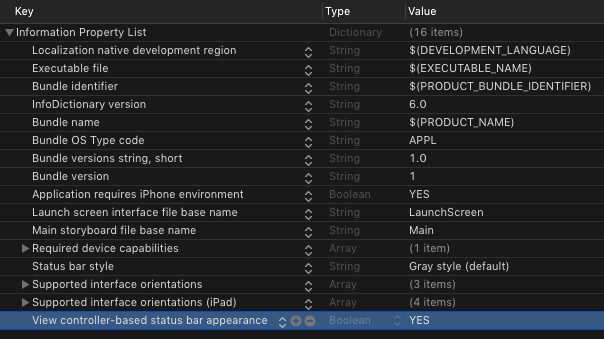 Key Type Value
Information Property List Dictionary (16 items)
Localization native development region String $(DEVELOPMENT_LANGUAGE)
Executable file String $(EXECUTABLE_NAME)
Bundle identifier String $(PRODUCT_BUNDLE_IDENTIFIER)
InfoDictionary version String 6.0
Bundle name String $(PRODUCT_NAME)
Bundle OS Type code String APPL
Bundle versions string, short String 1.0
Bundle version String 1
Application requires iPhone environment Boolean YES
Launch screen interface file base name String LaunchScreen
Main storyboard file base name String Main
Required device capabilities Array (1 item)
Status bar style String Gray style (default)
Supported interface orientations Array (3 items)
Supported interface orientations (iPad) Array (4 items)
View controller-based status bar appearance Boolean YES